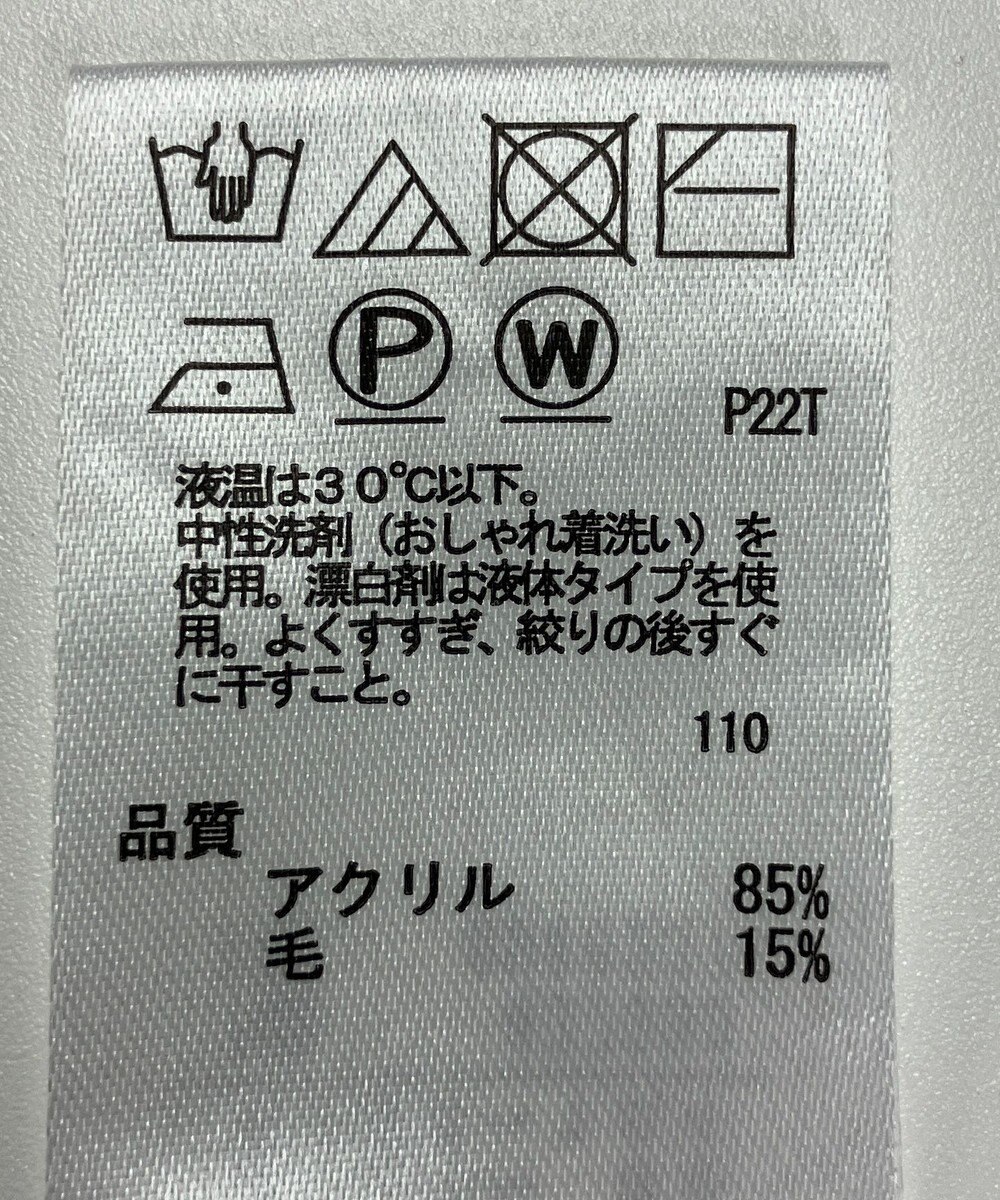 P W
P22T
液温は30℃以下。
中性洗剤（おしゃれ着洗い）を
使用。漂白剤は液体タイプを使
用。よくすすぎ、絞りの後すぐ
に干すこと。
110
品質
アクリル 85%
毛 15%